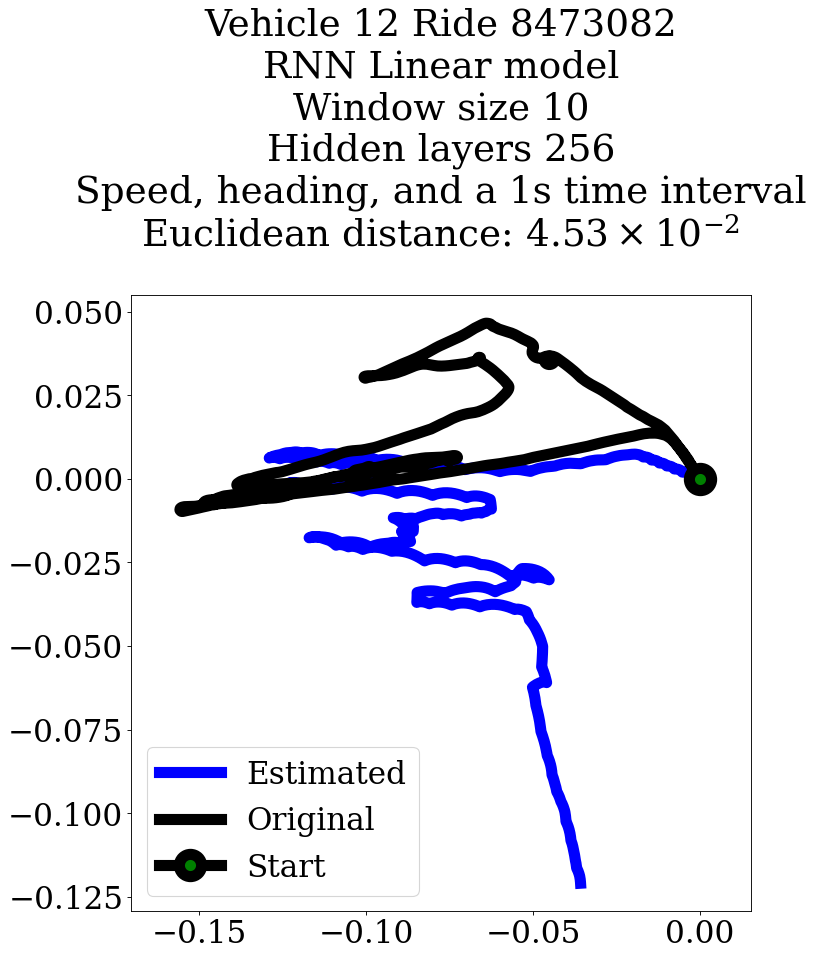 Vehicle 12 Ride 8473082
RNN Linear model
Window size 10
Hidden layers 256
Speed, heading, and a 1s time interval
Euclidean distance: 4.53 × 10⁻²
0.050
0.025
0.000
−0.025
−0.050
−0.075
−0.100
−0.125
Estimated
Original
Start
−0.15
−0.10
−0.05
0.00